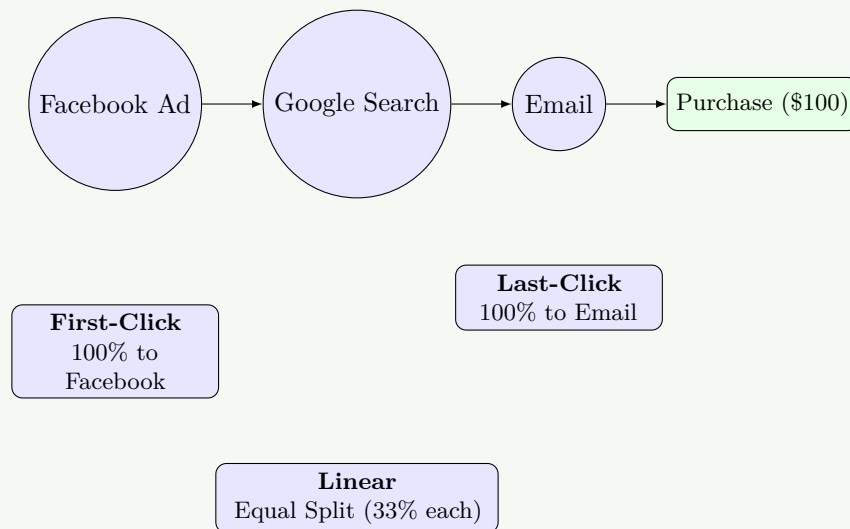 Facebook Ad
Google Search
Email
Purchase ($100)
Last-Click
100% to Email
First-Click
100% to
Facebook
Linear
Equal Split (33% each)